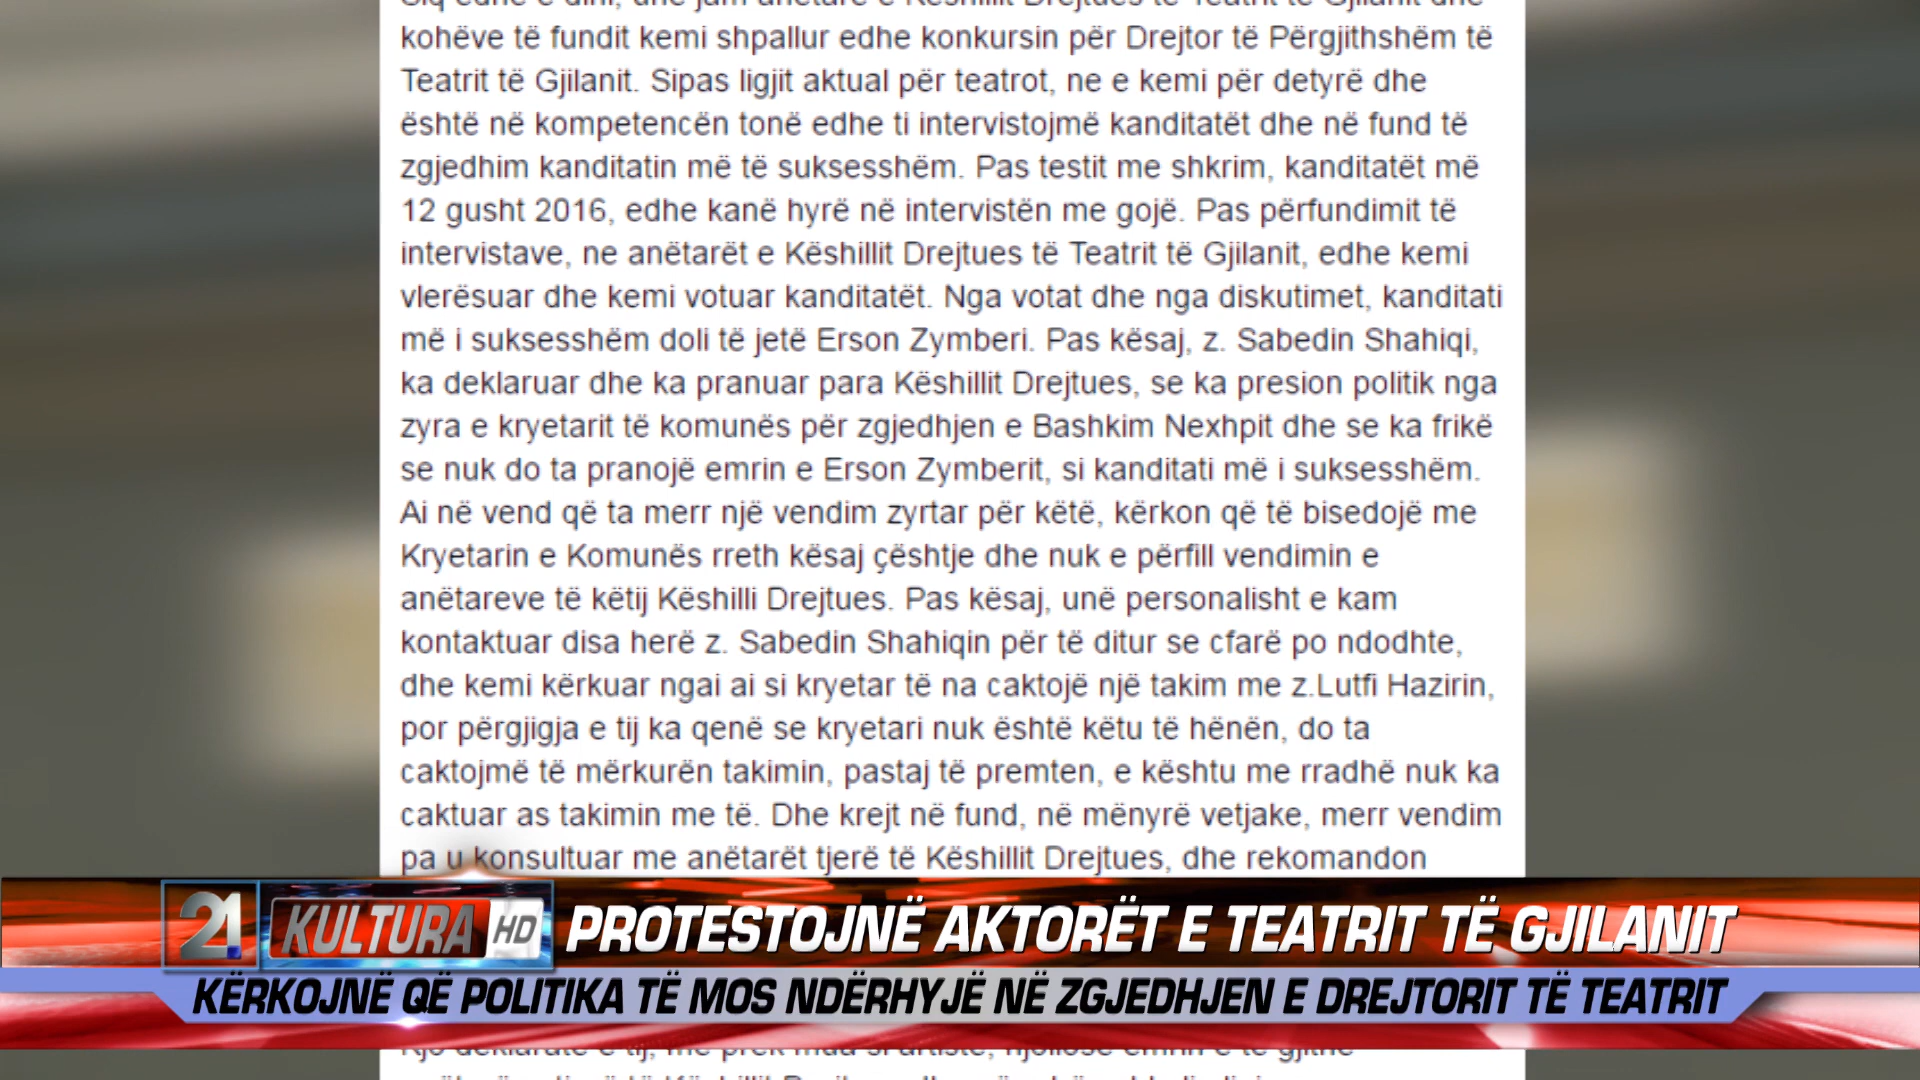 Siq edhe e dini, unë jam anëtare e Këshillit Drejtues të Teatrit të Gjilanit dhe
kohëve të fundit kemi shpallur edhe konkursin për Drejtor të Përgjithshëm të
Teatrit të Gjilanit. Sipas ligjit aktual për teatrot, ne e kemi për detyrë dhe
është në kompetencën tonë edhe ti intervistojmë kanditatët dhe në fund të
zgjedhim kanditatin më të suksesshëm. Pas testit me shkrim, kanditatët më
12 gusht 2016, edhe kanë hyrë në intervistën me gojë. Pas përfundimit të
intervistave, ne anëtarët e Këshillit Drejtues të Teatrit të Gjilanit, edhe kemi
vlerësuar dhe kemi votuar kanditatët. Nga votat dhe nga diskutimet, kanditati
më i suksesshëm doli të jetë Erson Zymberi. Pas kësaj, z. Sabedin Shahiqi,
ka deklaruar dhe ka pranuar para Këshillit Drejtues, se ka presion politik nga
zyra e kryetarit të komunës për zgjedhjen e Bashkim Nexhpit dhe se ka frikë
se nuk do ta pranojë emrin e Erson Zymberit, si kanditati më i suksesshëm.
Ai në vend që ta merr një vendim zyrtar për këtë, kërkon që të bisedojë me
Kryetarin e Komunës rreth kësaj çështje dhe nuk e përfill vendimin e
anëtareve të këtij Këshilli Drejtues. Pas kësaj, unë personalisht e kam
kontaktuar disa herë z. Sabedin Shahiqin për të ditur se cfarë po ndodhte,
dhe kemi kërkuar ngai ai si kryetar të na caktojë një takim me z.Lutfi Hazirin,
por përgjigja e tij ka qenë se kryetari nuk është këtu të hënën, do ta
caktojmë të mërkurën takimin, pastaj të premten, e kështu me rradhë nuk ka
caktuar as takimin me të. Dhe krejt në fund, në mënyrë vetjake, merr vendim
pa u konsultuar me anëtarët tjerë të Këshillit Drejtues, dhe rekomandon
21 KULTURA HD PROTESTOJNË AKTORËT E TEATRIT TË GJILANIT
KËRKOJNË QË POLITIKA TË MOS NDËRHYJË NË ZGJEDHJEN E DREJTORIT TË TEATRIT